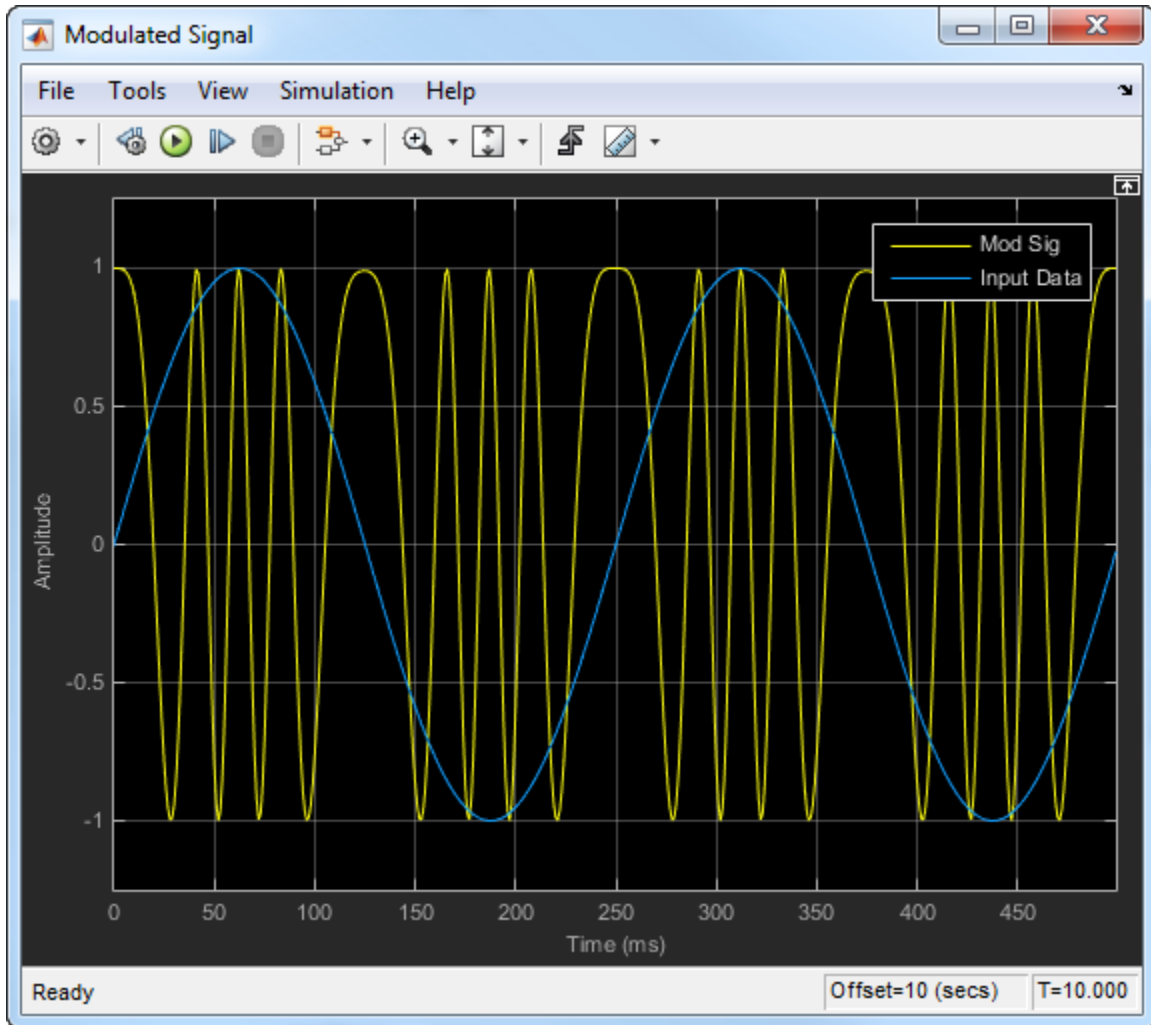 Modulated Signal
File Tools View Simulation Help
Mod Sig
Input Data
1
0.5
0
-0.5
-1
Amplitude
0 50 100 150 200 250 300 350 400 450
Time (ms)
Ready Offset=10 (secs) T=10.000